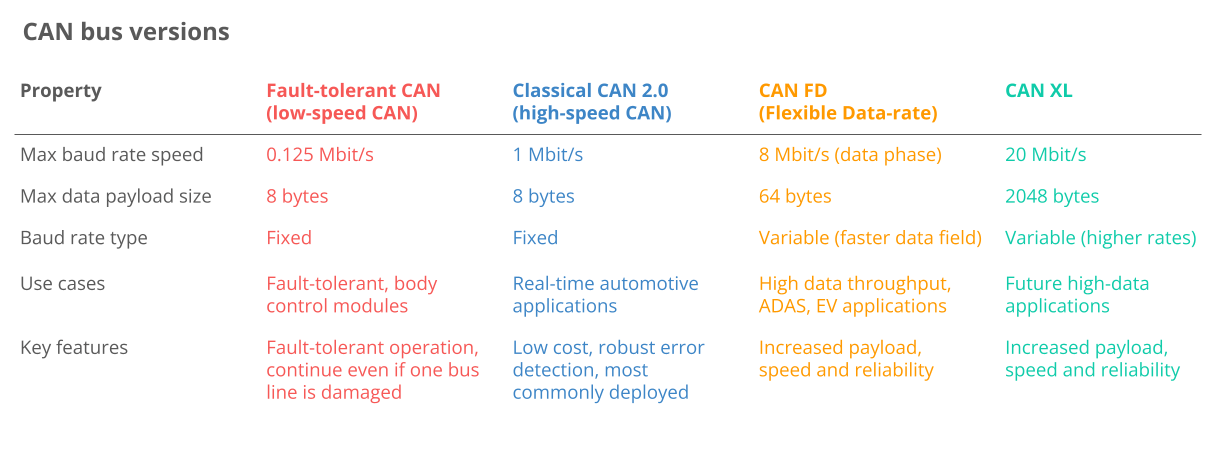 CAN bus versions
Property
Fault-tolerant CAN
(low-speed CAN)
Classical CAN 2.0
(high-speed CAN)
CAN FD
(Flexible Data-rate)
CAN XL
Max baud rate speed
0.125 Mbit/s
1 Mbit/s
8 Mbit/s (data phase)
20 Mbit/s
Max data payload size
8 bytes
8 bytes
64 bytes
2048 bytes
Baud rate type
Fixed
Fixed
Variable (faster data field)
Variable (higher rates)
Use cases
Fault-tolerant, body
control modules
Real-time automotive
applications
High data throughput,
ADAS, EV applications
Future high-data
applications
Key features
Fault-tolerant operation,
continue even if one bus
line is damaged
Low cost, robust error
detection, most
commonly deployed
Increased payload,
speed and reliability
Increased payload,
speed and reliability